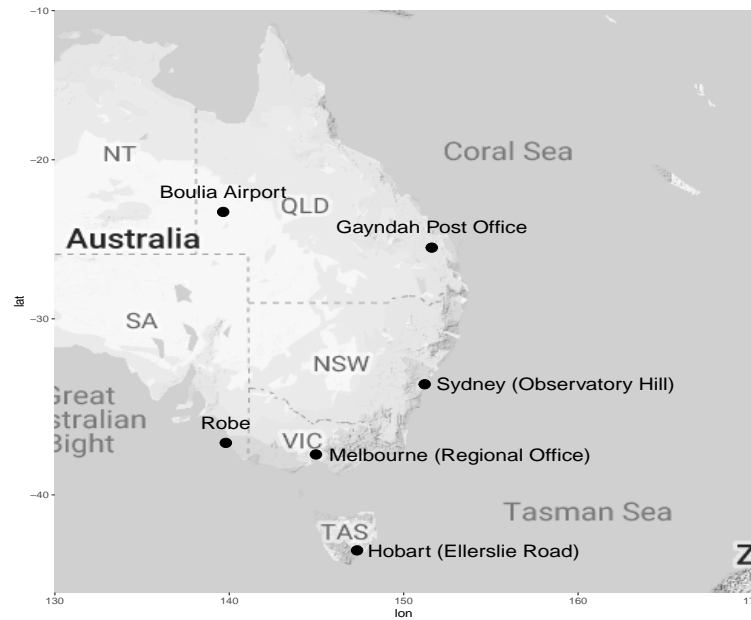 −10
NT
Coral Sea
−20
Boulia Airport
QLD
Gayndah Post Office
Australia
lat
−30
SA
NSW
Sydney (Observatory Hill)
Great
stralian
Bight
Robe
VIC
Melbourne (Regional Office)
−40
Tasman Sea
TAS
Hobart (Ellerslie Road)
Z
130
140
150
160
17
lon